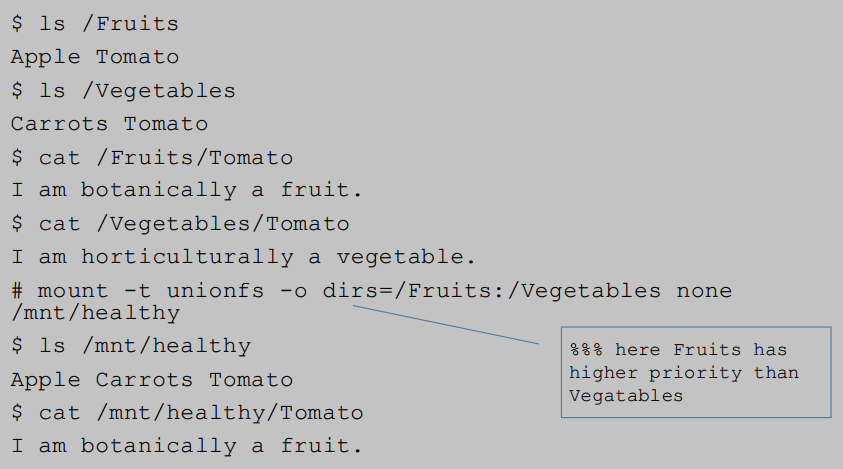 $ ls /Fruits
Apple Tomato
$ ls /Vegetables
Carrots Tomato
$ cat /Fruits/Tomato
I am botanically a fruit.
$ cat /Vegetables/Tomato
I am horticulturally a vegetable.
# mount -t unionfs -o dirs=/Fruits:/Vegetables none
/mnt/healthy
$ ls /mnt/healthy
Apple Carrots Tomato
$ cat /mnt/healthy/Tomato
I am botanically a fruit.
%%% here Fruits has
higher priority than
Vegatables